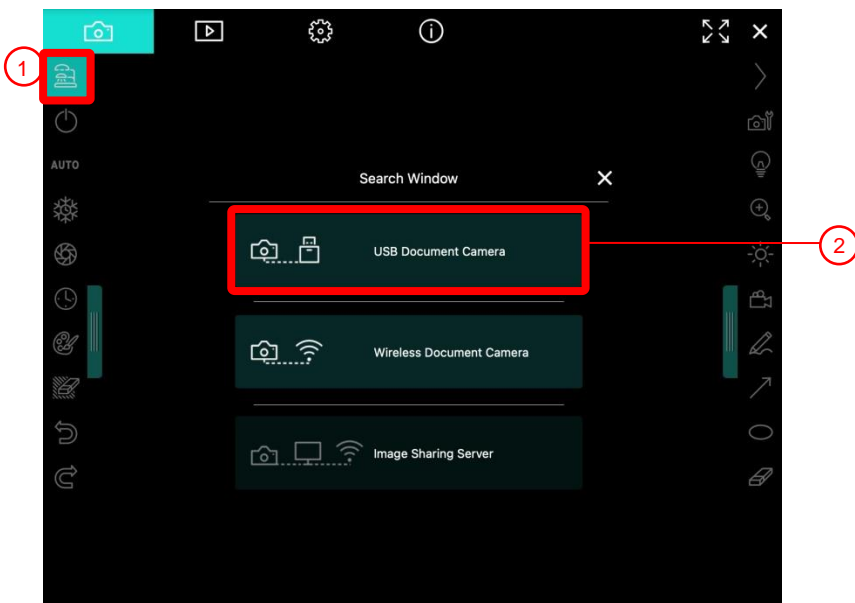 1
AUTO
Search Window
USB Document Camera
2
Wireless Document Camera
Image Sharing Server